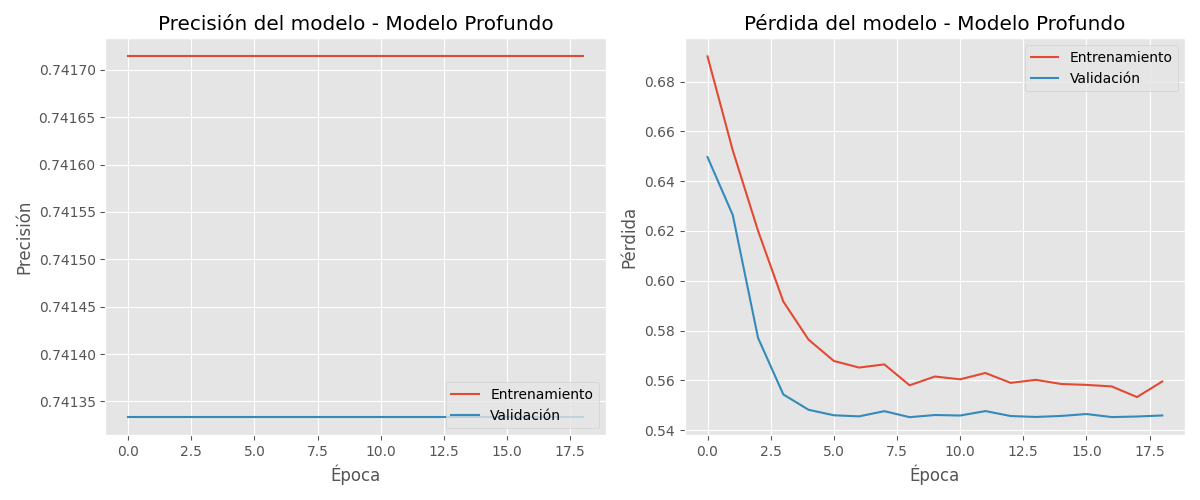 Precisión del modelo - Modelo Profundo
Precisión
0.74170
0.74165
0.74160
0.74155
0.74150
0.74145
0.74140
0.74135
0.0 2.5 5.0 7.5 10.0 12.5 15.0 17.5
Época
Entrenamiento
Validación
Pérdida del modelo - Modelo Profundo
Pérdida
0.68
0.66
0.64
0.62
0.60
0.58
0.56
0.54
0.0 2.5 5.0 7.5 10.0 12.5 15.0 17.5
Época
Entrenamiento
Validación